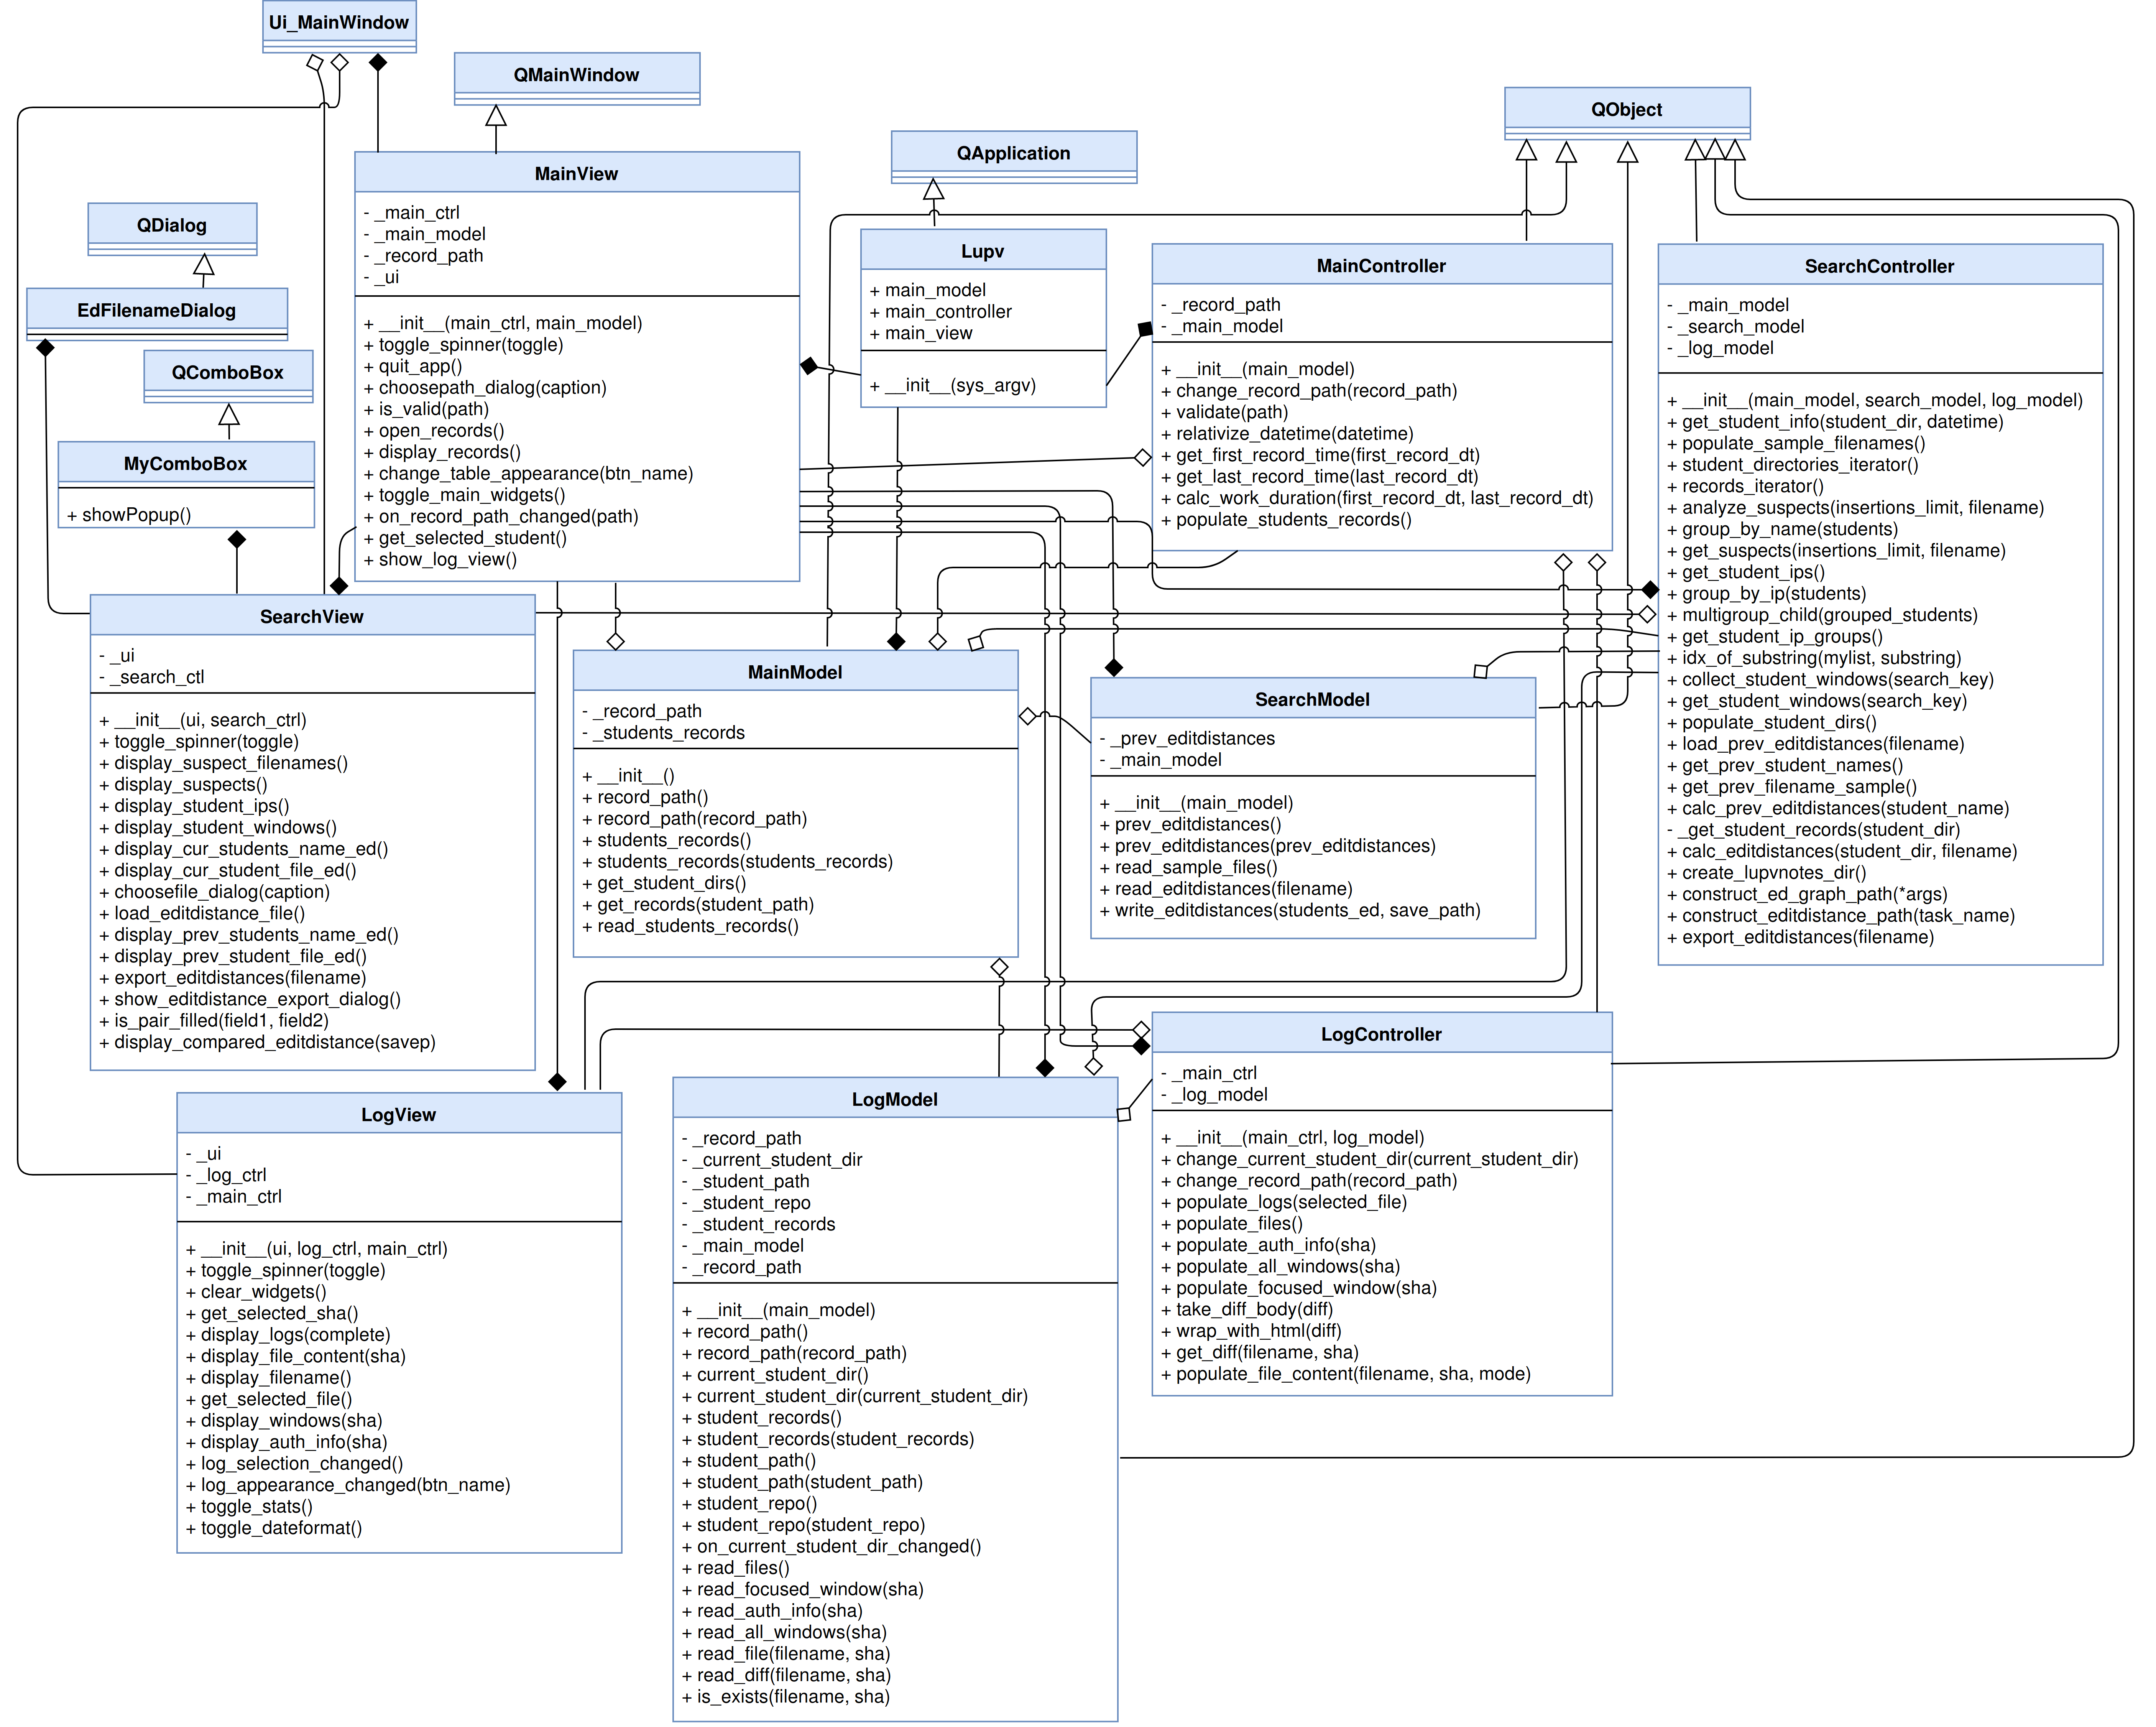 Ui_MainWindow
QMainWindow
QObject
QApplication
QDialog
EdFilenameDialog
QComboBox
MyComboBox
+ showPopup()
MainView
- _main_ctrl
- _main_model
- _record_path
- _ui
+ __init__(main_ctrl, main_model)
+ toggle_spinner(toggle)
+ quit_app()
+ choosepath_dialog(caption)
+ is_valid(path)
+ open_records()
+ display_records()
+ change_table_appearance(btn_name)
+ toggle_main_widgets()
+ on_record_path_changed(path)
+ get_selected_student()
+ show_log_view()
Lupv
+ main_model
+ main_controller
+ main_view
+ __init__(sys_argv)
MainController
- _record_path
- _main_model
+ __init__(main_model)
+ change_record_path(record_path)
+ validate(path)
+ relativize_datetime(datetime)
+ get_first_record_time(first_record_dt)
+ get_last_record_time(last_record_dt)
+ calc_work_duration(first_record_dt, last_record_dt)
+ populate_students_records()
SearchController
- _main_model
- _search_model
- _log_model
+ __init__(main_model, search_model, log_model)
+ get_student_info(student_dir, datetime)
+ populate_sample_filenames()
+ student_directories_iterator()
+ records_iterator()
+ analyze_suspects(insertions_limit, filename)
+ group_by_name(students)
+ get_suspects(insertions_limit, filename)
+ get_student_ips()
+ group_by_ip(students)
+ multigroup_child(grouped_students)
+ get_student_ip_groups()
+ idx_of_substring(mylist, substring)
+ collect_student_windows(search_key)
+ get_student_windows(search_key)
+ populate_student_dirs()
+ load_prev_editdistances(filename)
+ get_prev_student_names()
+ get_prev_filename_sample()
+ calc_prev_editdistances(student_name)
- _get_student_records(student_dir)
+ calc_editdistances(student_dir, filename)
+ create_lupvnotes_dir()
+ construct_ed_graph_path(*args)
+ construct_editdistance_path(task_name)
+ export_editdistances(filename)
SearchView
- _ui
- _search_ctl
+ __init__(ui, search_ctrl)
+ toggle_spinner(toggle)
+ display_suspect_filenames()
+ display_suspects()
+ display_student_ips()
+ display_student_windows()
+ display_cur_students_name_ed()
+ display_cur_student_file_ed()
+ choosefile_dialog(caption)
+ load_editdistance_file()
+ display_prev_students_name_ed()
+ display_prev_student_file_ed()
+ export_editdistances(filename)
+ show_editdistance_export_dialog()
+ is_pair_filled(field1, field2)
+ display_compared_editdistance(savep)
MainModel
- _record_path
- _students_records
+ __init__()
+ record_path()
+ record_path(record_path)
+ students_records()
+ students_records(students_records)
+ get_student_dirs()
+ get_records(student_path)
+ read_students_records()
SearchModel
- _prev_editdistances
- _main_model
+ __init__(main_model)
+ prev_editdistances()
+ prev_editdistances(prev_editdistances)
+ read_sample_files()
+ read_editdistances(filename)
+ write_editdistances(students_ed, save_path)
LogView
- _ui
- _log_ctrl
- _main_ctrl
+ __init__(ui, log_ctrl, main_ctrl)
+ toggle_spinner(toggle)
+ clear_widgets()
+ get_selected_sha()
+ display_logs(complete)
+ display_file_content(sha)
+ display_filename()
+ get_selected_file()
+ display_windows(sha)
+ display_auth_info(sha)
+ log_selection_changed()
+ log_appearance_changed(btn_name)
+ toggle_stats()
+ toggle_dateformat()
LogModel
- _record_path
- _current_student_dir
- _student_path
- _student_repo
- _student_records
- _main_model
- _record_path
+ __init__(main_model)
+ record_path()
+ record_path(record_path)
+ current_student_dir()
+ current_student_dir(current_student_dir)
+ student_records()
+ student_records(student_records)
+ student_path()
+ student_path(student_path)
+ student_repo()
+ student_repo(student_repo)
+ on_current_student_dir_changed()
+ read_files()
+ read_focused_window(sha)
+ read_auth_info(sha)
+ read_all_windows(sha)
+ read_file(filename, sha)
+ read_diff(filename, sha)
+ is_exists(filename, sha)
LogController
- _main_ctrl
- _log_model
+ __init__(main_ctrl, log_model)
+ change_current_student_dir(current_student_dir)
+ change_record_path(record_path)
+ populate_logs(selected_file)
+ populate_files()
+ populate_auth_info(sha)
+ populate_all_windows(sha)
+ populate_focused_window(sha)
+ take_diff_body(diff)
+ wrap_with_html(diff)
+ get_diff(filename, sha)
+ populate_file_content(filename, sha, mode)